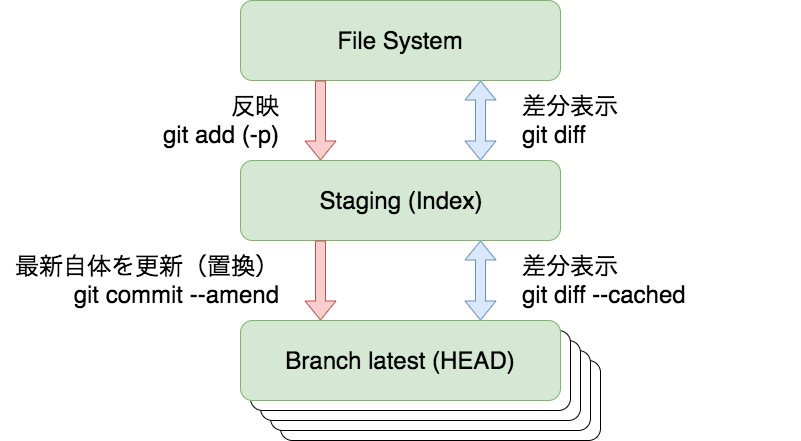 File System
反映
git add (-p)
差分表示
git diff
Staging (Index)
最新自体を更新（置換）
git commit --amend
差分表示
git diff --cached
Branch latest (HEAD)